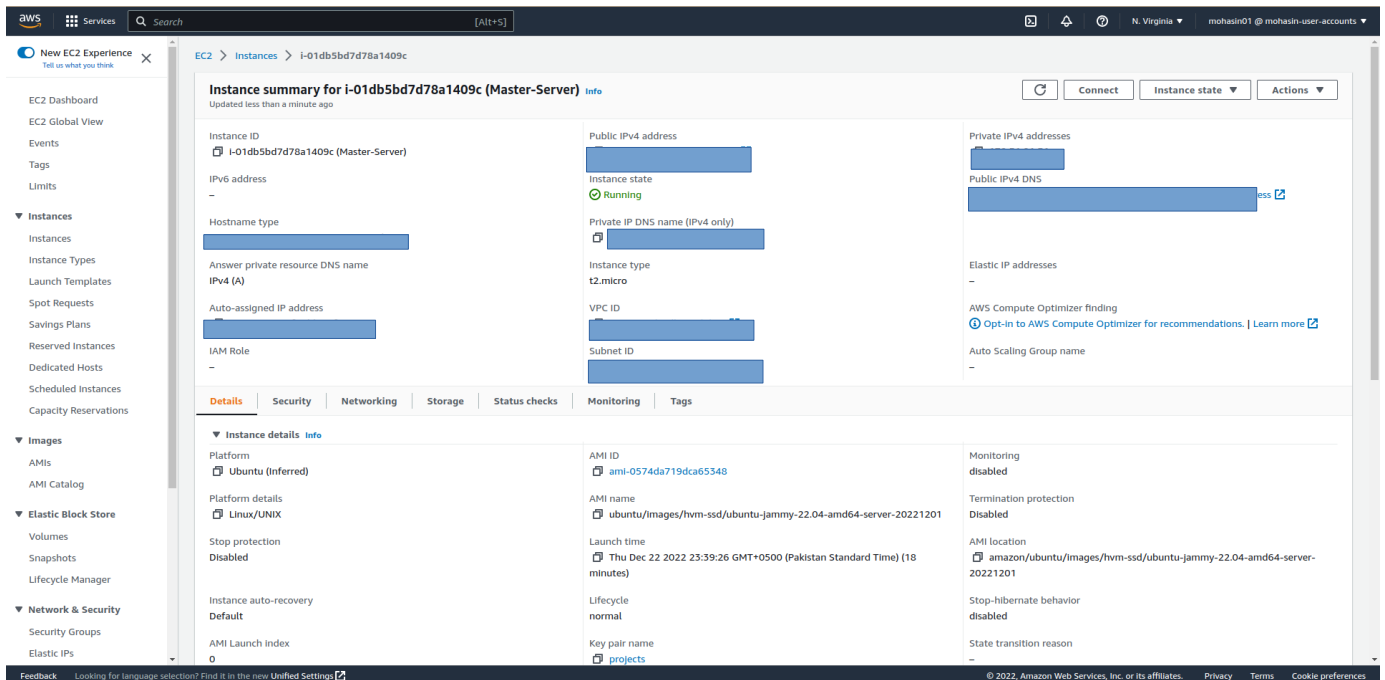 aws
Services
Search
[Alt+S]
N. Virginia
mohasin01 @ mohasin-user-accounts
New EC2 Experience
Tell us what you think
EC2 Dashboard
EC2 Global View
Events
Tags
Limits
Instances
Instances
Instance Types
Launch Templates
Spot Requests
Savings Plans
Reserved Instances
Dedicated Hosts
Scheduled Instances
Capacity Reservations
Images
AMIs
AMI Catalog
Elastic Block Store
Volumes
Snapshots
Lifecycle Manager
Network & Security
Security Groups
Elastic IPs
EC2 > Instances > i-01db5bd7d78a1409c
Instance summary for i-01db5bd7d78a1409c (Master-Server) Info
Updated less than a minute ago
Connect
Instance state
Actions
Instance ID
i-01db5bd7d78a1409c (Master-Server)
Public IPv4 address
Private IPv4 addresses
IPv6 address
–
Instance state
Running
Public IPv4 DNS
ess
Hostname type
Private IP DNS name (IPv4 only)
Answer private resource DNS name
IPv4 (A)
Instance type
t2.micro
Elastic IP addresses
–
Auto-assigned IP address
VPC ID
AWS Compute Optimizer finding
Opt-in to AWS Compute Optimizer for recommendations. | Learn more
IAM Role
–
Subnet ID
Auto Scaling Group name
–
Details
Security
Networking
Storage
Status checks
Monitoring
Tags
Instance details Info
Platform
Ubuntu (Inferred)
AMI ID
ami-0574da719dca65348
Monitoring
disabled
Platform details
Linux/UNIX
AMI name
ubuntu/images/hvm-ssd/ubuntu-jammy-22.04-amd64-server-20221201
Termination protection
Disabled
Stop protection
Disabled
Launch time
Thu Dec 22 2022 23:39:26 GMT+0500 (Pakistan Standard Time) (18
minutes)
AMI location
amazon/ubuntu/images/hvm-ssd/ubuntu-jammy-22.04-amd64-server-
20221201
Instance auto-recovery
Default
Lifecycle
normal
Stop-hibernate behavior
disabled
AMI Launch index
0
Key pair name
projects
State transition reason
–
Feedback
Looking for language selection? Find it in the new Unified Settings
© 2022, Amazon Web Services, Inc. or its affiliates.
Privacy
Terms
Cookie preferences